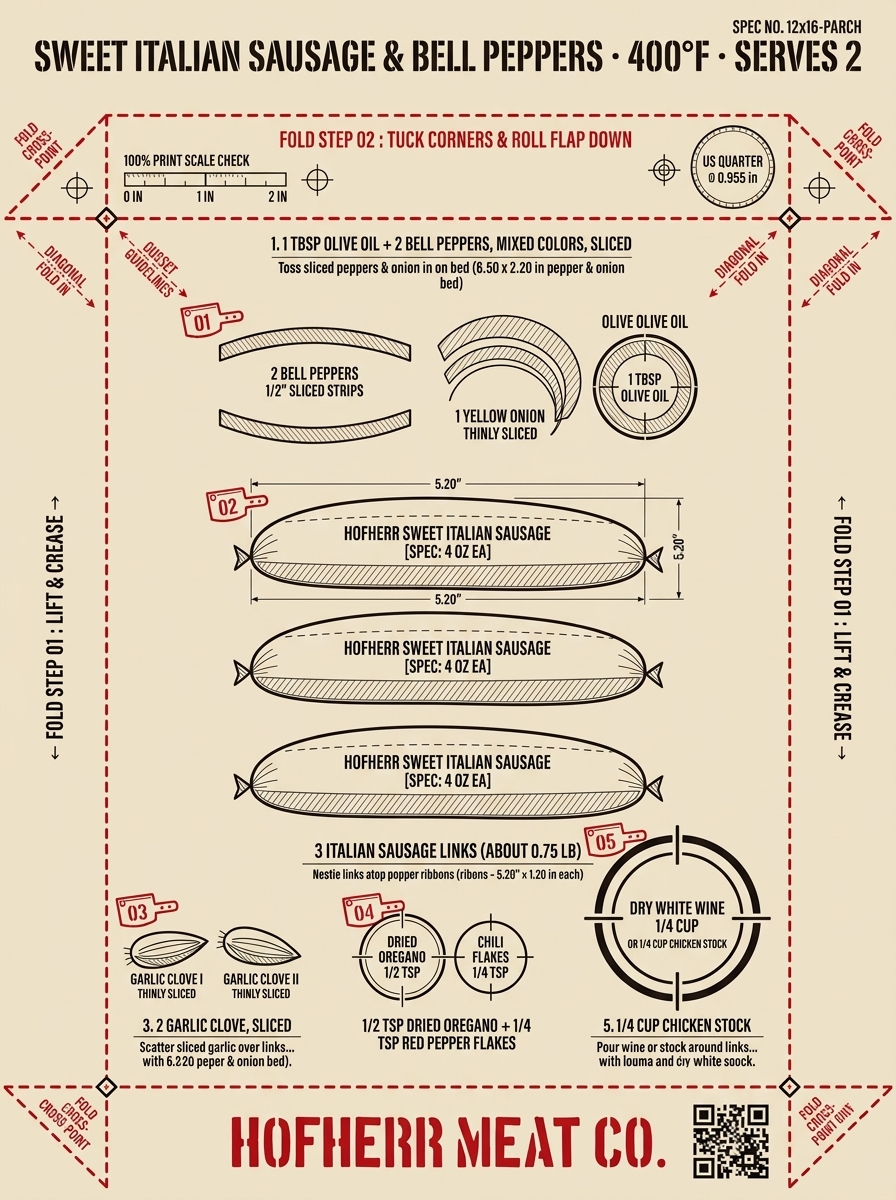 SPEC NO. 12x16-PARCH
SWEET ITALIAN SAUSAGE & BELL PEPPERS · 400°F · SERVES 2
FOLD STEP 02 : TUCK CORNERS & ROLL FLAP DOWN
FOLD
CROSS-
POINT
100% PRINT SCALE CHECK
0 IN 1 IN 2 IN
US QUARTER
0.955 in
FOLD
POINT
DIAGONAL
FOLD IN
GUIDELINES
1. 1 TBSP OLIVE OIL + 2 BELL PEPPERS, MIXED COLORS, SLICED
Toss sliced peppers & onion in on bed (6.50 x 2.20 in pepper & onion
bed)
DIAGONAL
FOLD IN
DIAGONAL
FOLD IN
01
2 BELL PEPPERS
1/2" SLICED STRIPS
1 YELLOW ONION
THINLY SLICED
OLIVE OLIVE OIL
1 TBSP
OLIVE OIL
02
5.20"
HOFHERR SWEET ITALIAN SAUSAGE
[SPEC: 4 OZ EA]
5.20"
5.20"
HOFHERR SWEET ITALIAN SAUSAGE
[SPEC: 4 OZ EA]
HOFHERR SWEET ITALIAN SAUSAGE
[SPEC: 4 OZ EA]
← FOLD STEP 01 : LIFT & CREASE →
← FOLD STEP 01 : LIFT & CREASE →
3 ITALIAN SAUSAGE LINKS (ABOUT 0.75 LB)
Nestie links atop popper ribbons (ribens - 5.20" x 1.20 in each)
03
GARLIC CLOVE I
THINLY SLICED
GARLIC CLOVE II
THINLY SLICED
3. 2 GARLIC CLOVE, SLICED
Scatter sliced garlic over links...
with 6.220 peper & onion bed).
04
DRIED
OREGANO
1/2 TSP
CHILI
FLAKES
1/4 TSP
1/2 TSP DRIED OREGANO + 1/4
TSP RED PEPPER FLAKES
05
DRY WHITE WINE
1/4 CUP
OR 1/4 CUP CHICKEN STOCK
5. 1/4 CUP CHICKEN STOCK
Pour wine or stock around links...
with louma and dry white soock.
FOLD
CROSS POINT
FOLD
HOFHERR MEAT CO.